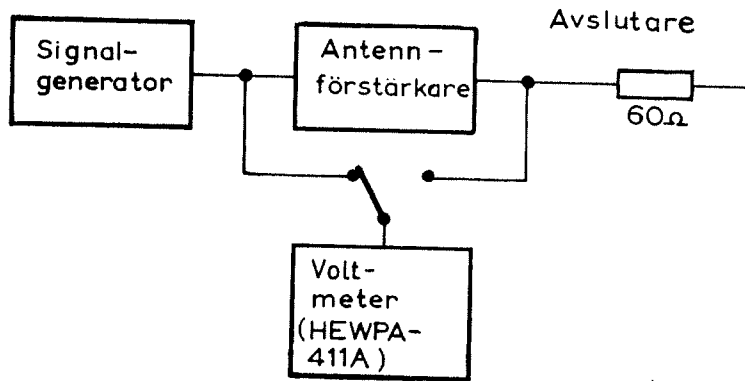 Signal-
generator
Antenn-
förstärkare
Avslutare
60Ω
Volt-
meter
(HEWPA-
411A)